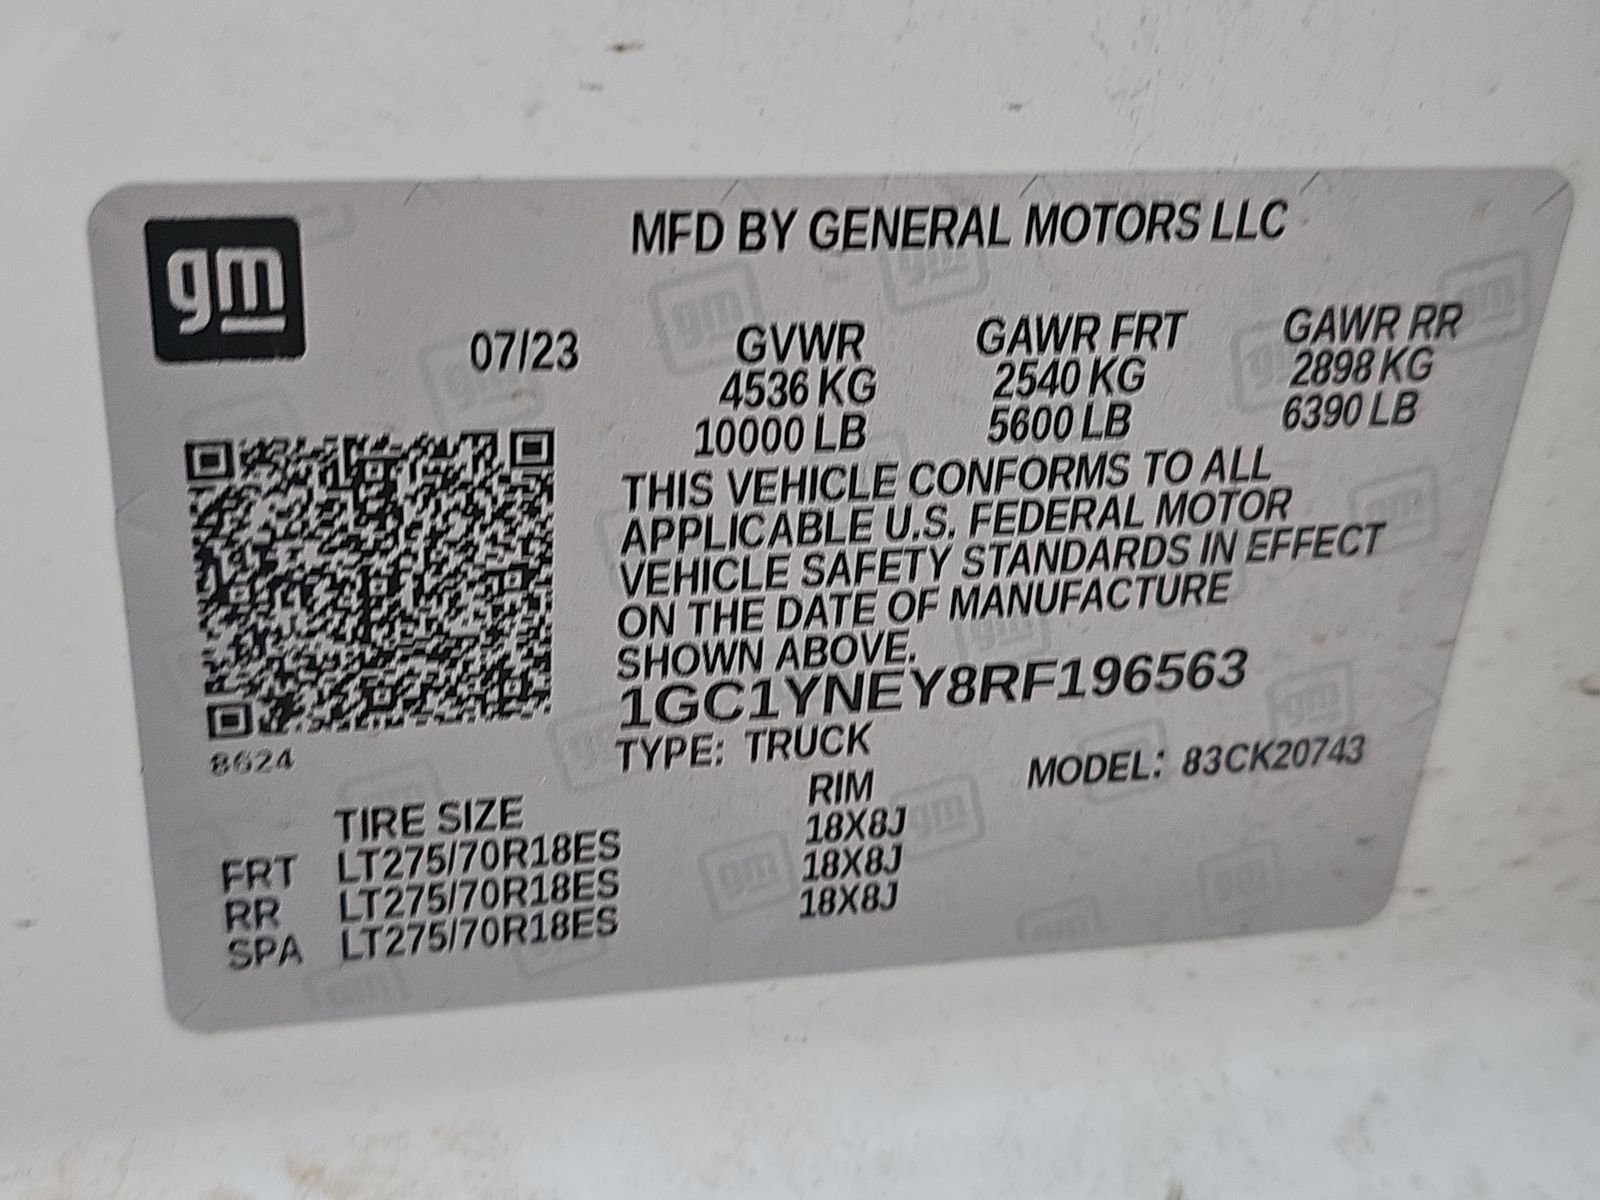 gm
MFD BY GENERAL MOTORS LLC
07/23 GVWR GAWR FRT GAWR RR
4536 KG 2540 KG 2898 KG
10000 LB 5600 LB 6390 LB
THIS VEHICLE CONFORMS TO ALL
APPLICABLE U.S. FEDERAL MOTOR
VEHICLE SAFETY STANDARDS IN EFFECT
ON THE DATE OF MANUFACTURE
SHOWN ABOVE.
1GC1YNEY8RF196563
8624
TYPE: TRUCK MODEL: 83CK20743
TIRE SIZE RIM
FRT LT275/70R18ES 18X8J
RR LT275/70R18ES 18X8J
SPA LT275/70R18ES 18X8J